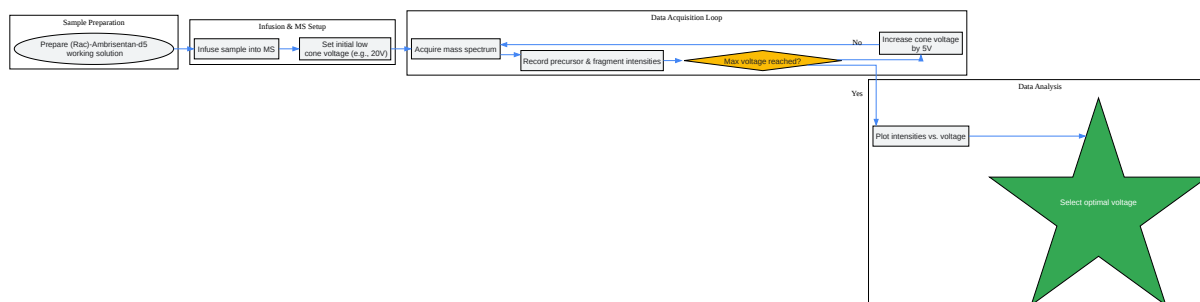 Sample Preparation
Prepare (Rac)-Ambrisentan-d5
working solution
Infusion & MS Setup
Infuse sample into MS
Set initial low
cone voltage (e.g., 20V)
Data Acquisition Loop
Acquire mass spectrum
Record precursor & fragment intensities
Max voltage reached?
No
Increase cone voltage
by 5V
Yes
Data Analysis
Plot intensities vs. voltage
Select optimal voltage